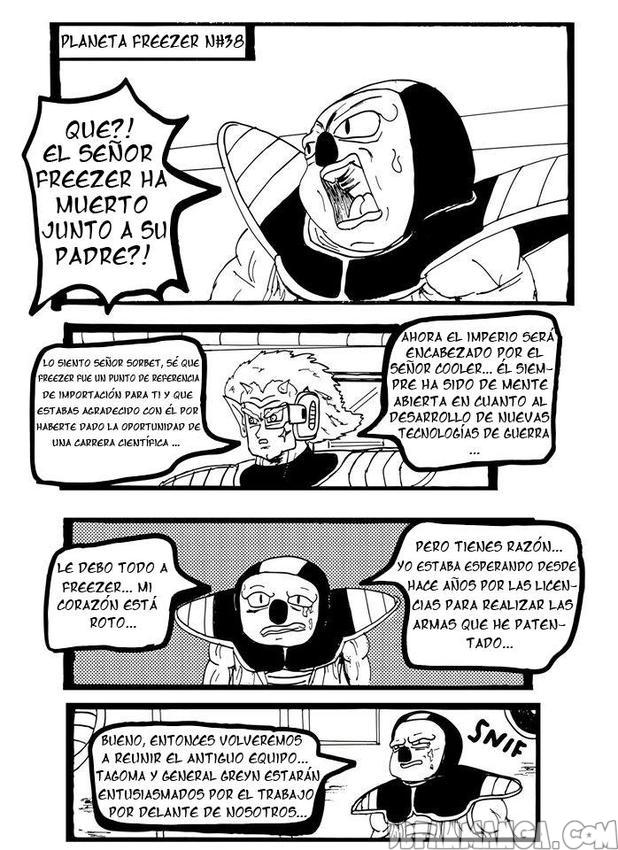 PLANETA FREEZER N#38
QUE?!
EL SEÑOR
FREEZER HA
MUERTO
JUNTO A SU
PADRE?!
LO SIENTO SEÑOR SORBET, SÉ QUE
FREEZER FUE UN PUNTO DE REFERENCIA
DE IMPORTACIÓN PARA TI Y QUE
ESTABAS AGRADECIDO CON ÉL POR
HABERTE DADO LA OPORTUNIDAD DE
UNA CARRERA CIENTÍFICA ...
AHORA EL IMPERIO SERÁ
ENCABEZADO POR EL
SEÑOR COOLER... ÉL SIEM-
PRE HA SIDO DE MENTE
ABIERTA EN CUANTO AL
DESARROLLO DE NUEVAS
TECNOLOGÍAS DE GUERRA
...
LE DEBO TODO A
FREEZER... MI
CORAZÓN ESTÁ
ROTO...
PERO TIENES RAZÓN...
YO ESTABA ESPERANDO DESDE
HACE AÑOS POR LAS LICEN-
CIAS PARA REALIZAR LAS
ARMAS QUE HE PATEN-
TADO...
BUENO, ENTONCES VOLVEREMOS
A REUNIR EL ANTIGUO EQUIPO...
TAGOMA Y GENERAL GREYN ESTARÁN
ENTUSIASMADOS POR EL TRABAJO
POR DELANTE DE NOSOTROS...
SNIF